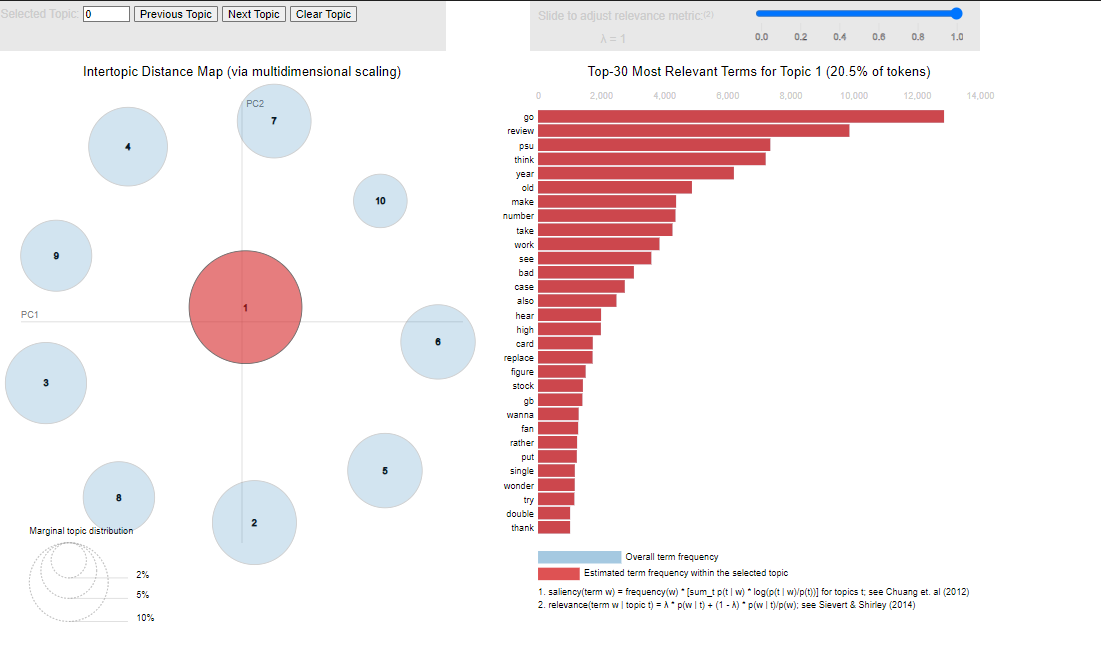 Selected Topic: 0 Previous Topic Next Topic Clear Topic
Slide to adjust relevance metric:(2)
λ = 1
0.0 0.2 0.4 0.6 0.8 1.0
Intertopic Distance Map (via multidimensional scaling)
PC2
7
4
10
9
1
PC1
6
3
5
8
2
Marginal topic distribution
2%
5%
10%
Top-30 Most Relevant Terms for Topic 1 (20.5% of tokens)
0 2,000 4,000 6,000 8,000 10,000 12,000 14,000
go
review
psu
think
year
old
make
number
take
work
see
bad
case
also
hear
high
card
replace
figure
stock
gb
wanna
fan
rather
put
single
wonder
try
double
thank
Overall term frequency
Estimated term frequency within the selected topic
1. saliency(term w) = frequency(w) * [sum_t p(t | w) * log(p(t | w)/p(t))] for topics t; see Chuang et. al (2012)
2. relevance(term w | topic t) = λ * p(w | t) + (1 - λ) * p(w | t)/p(w); see Sievert & Shirley (2014)